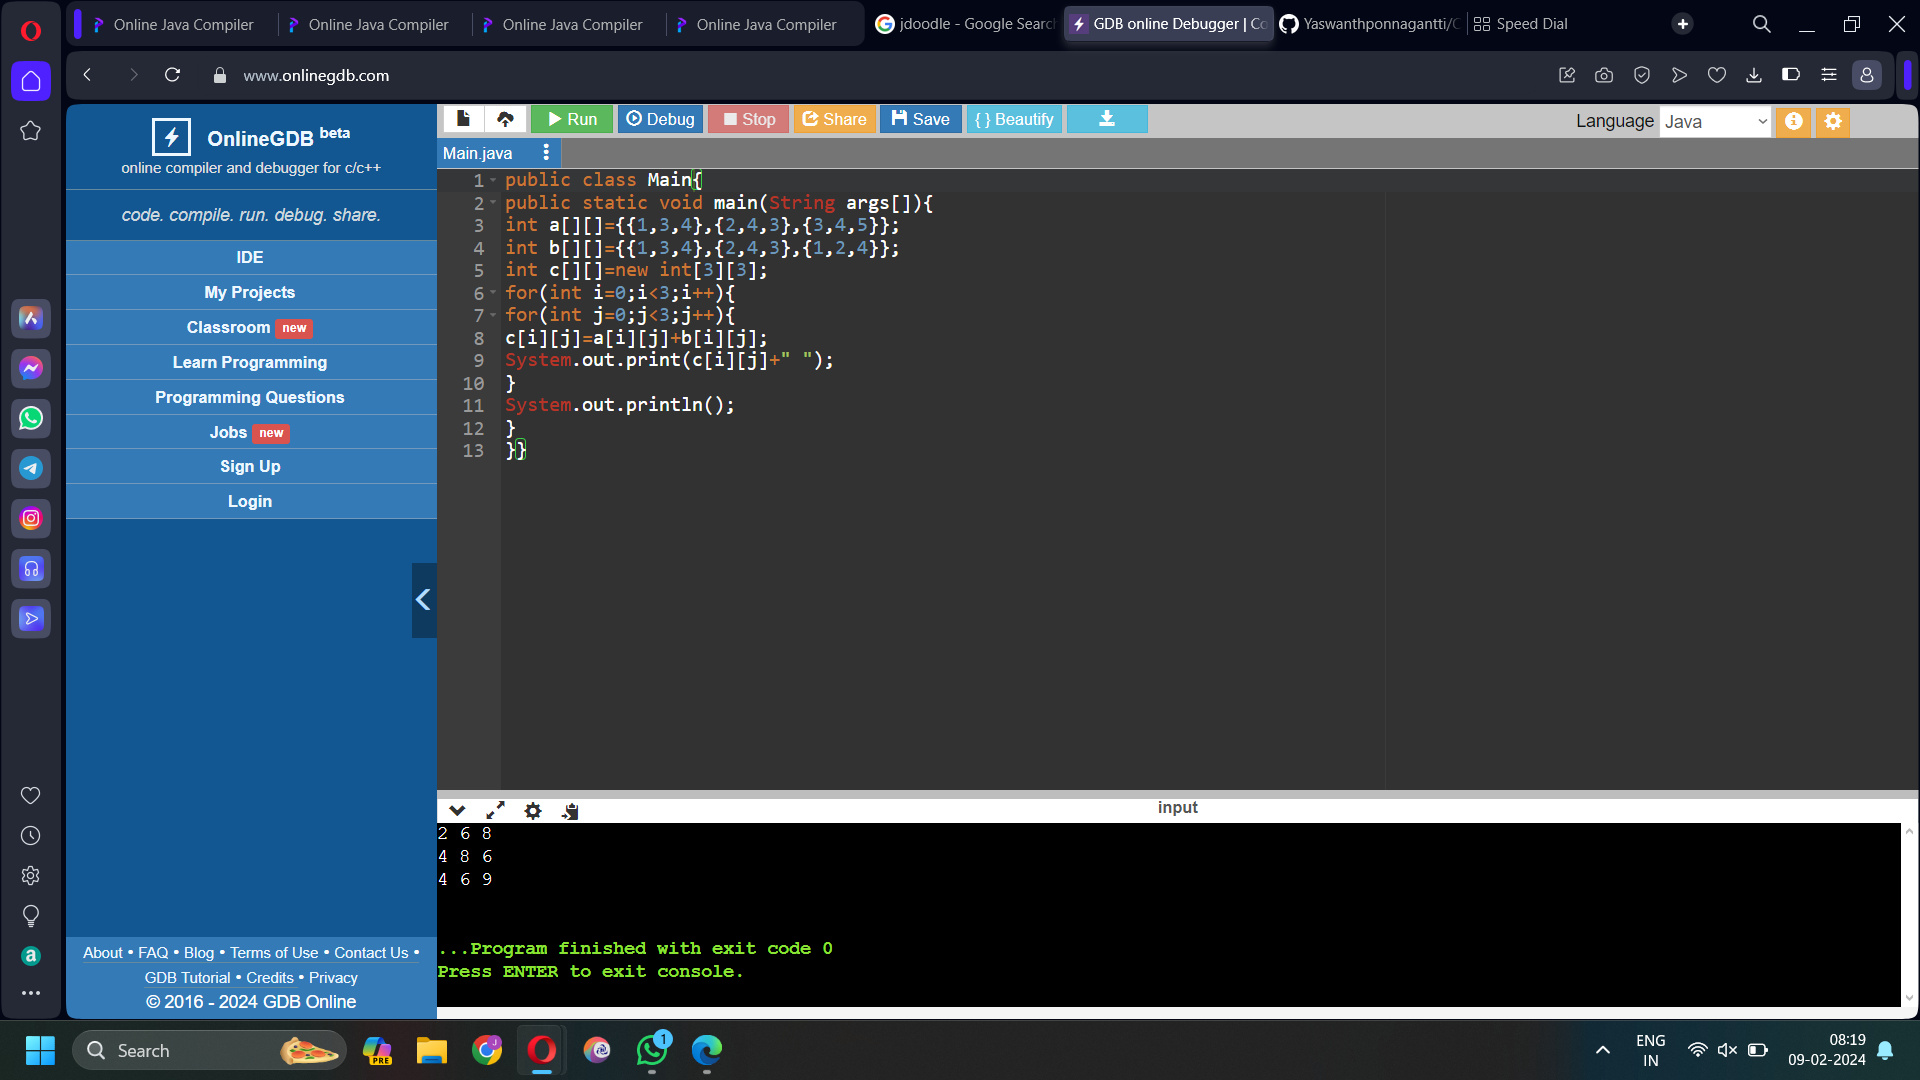 Online Java Compiler
Online Java Compiler
Online Java Compiler
Online Java Compiler
jdoodle - Google Search
GDB online Debugger | Co
Yaswanthponnagantti/C
Speed Dial
www.onlinegdb.com
OnlineGDB beta
online compiler and debugger for c/c++
code. compile. run. debug. share.
IDE
My Projects
Classroom new
Learn Programming
Programming Questions
Jobs new
Sign Up
Login
About • FAQ • Blog • Terms of Use • Contact Us •
GDB Tutorial • Credits • Privacy
© 2016 - 2024 GDB Online
Run
Debug
Stop
Share
Save
{ } Beautify
Language Java
Main.java
1 public class Main{
2 public static void main(String args[]){
3 int a[][]={{1,3,4},{2,4,3},{3,4,5}};
4 int b[][]={{1,3,4},{2,4,3},{1,2,4}};
5 int c[][]=new int[3][3];
6 for(int i=0;i<3;i++){
7 for(int j=0;j<3;j++){
8 c[i][j]=a[i][j]+b[i][j];
9 System.out.print(c[i][j]+" ");
10 }
11 System.out.println();
12 }
13 }}
input
2 6 8
4 8 6
4 6 9
...Program finished with exit code 0
Press ENTER to exit console.
Search
PRE
1
ENG
IN
08:19
09-02-2024